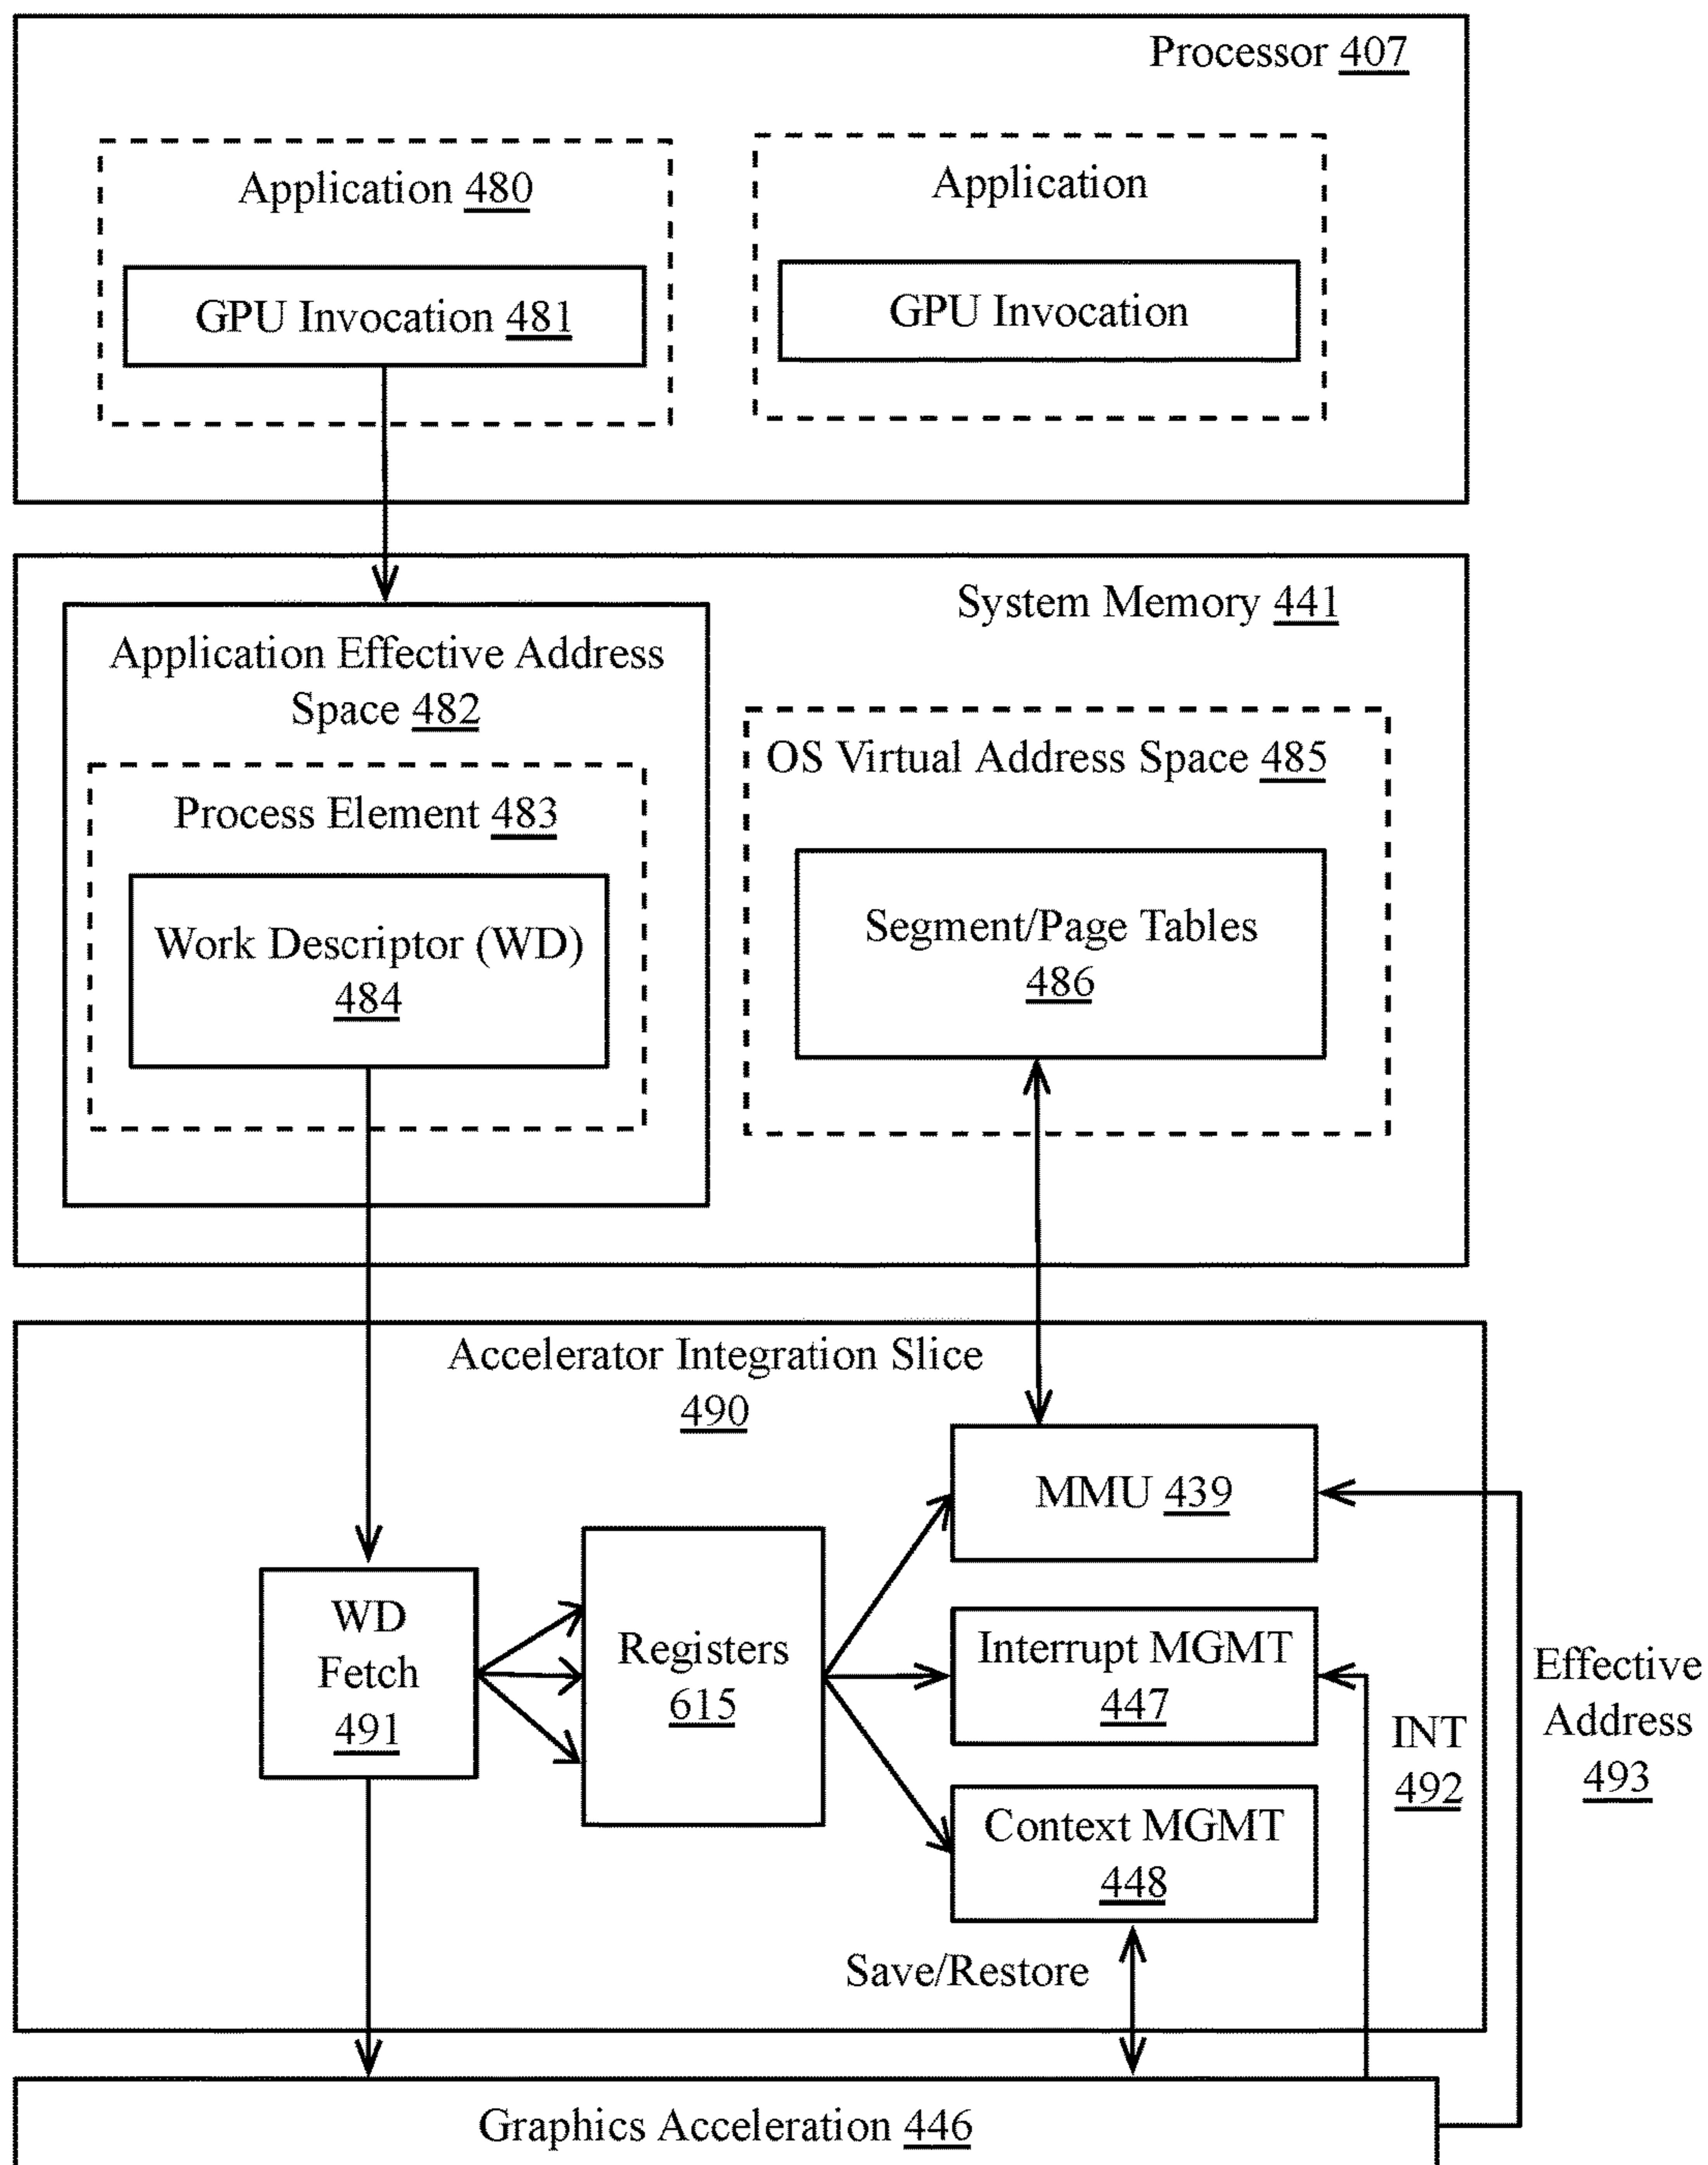 Processor 407
Application 480
Application
GPU Invocation 481
GPU Invocation
System Memory 441
Application Effective Address
Space 482
OS Virtual Address Space 485
Process Element 483
Segment/Page Tables
486
Work Descriptor (WD)
484
Accelerator Integration Slice
490
MMU 439
WD
Fetch
491
Registers
615
Interrupt MGMT
447
Effective
Address
493
INT
492
Context MGMT
448
Save/Restore
Graphics Acceleration 446